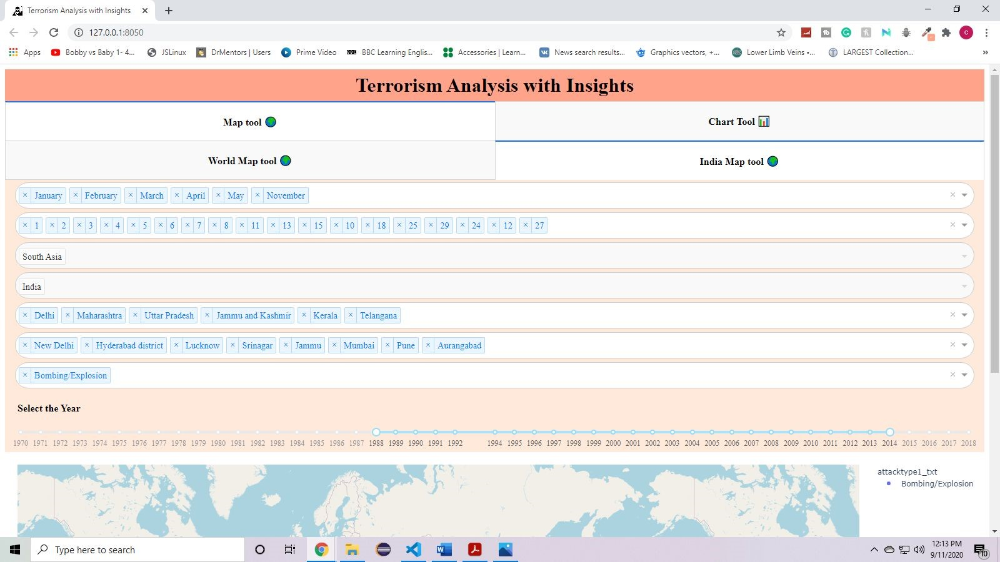 Terrorism Analysis with Insights
127.0.0.1:8050
Apps Bobby vs Baby 1- 4... JSLinux DrMentors | Users Prime Video BBC BBC Learning Englis... Accessories | Learn... News search results... Graphics vectors, +... Lower Limb Veins •... LARGEST Collection... »
Terrorism Analysis with Insights
Map tool Chart Tool
World Map tool India Map tool
× January × February × March × April × May × November
× 1 × 2 × 3 × 4 × 5 × 6 × 7 × 8 × 11 × 13 × 15 × 10 × 18 × 25 × 29 × 24 × 12 × 27
South Asia
India
× Delhi × Maharashtra × Uttar Pradesh × Jammu and Kashmir × Kerala × Telangana
× New Delhi × Hyderabad district × Lucknow × Srinagar × Jammu × Mumbai × Pune × Aurangabad
× Bombing/Explosion
Select the Year
1970 1971 1972 1973 1974 1975 1976 1977 1978 1979 1980 1981 1982 1983 1984 1985 1986 1987 1988 1989 1990 1991 1992 1994 1995 1996 1997 1998 1999 2000 2001 2002 2003 2004 2005 2006 2007 2008 2009 2010 2011 2012 2013 2014 2015 2016 2017 2018
attacktype1_txt
Bombing/Explosion
Type here to search
12:13 PM
9/11/2020
10